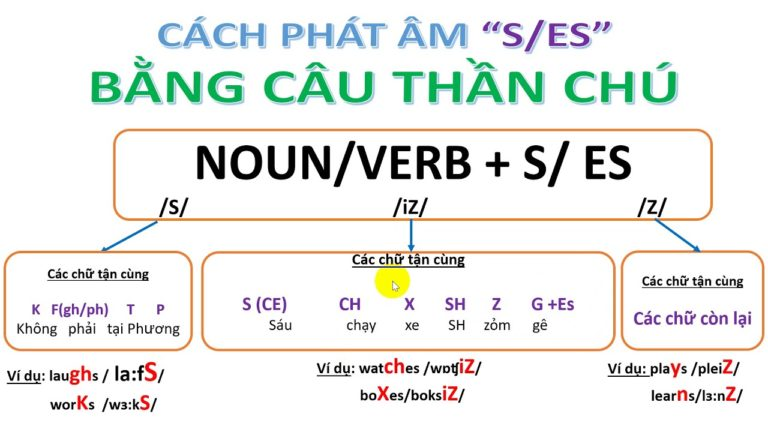 CÁCH PHÁT ÂM “S/ES”
BẰNG CÂU THẦN CHÚ
NOUN/VERB + S/ ES
/S/ /iZ/ /Z/
Các chữ tận cùng
K F(gh/ph) T P
Không phải tại Phương
Ví dụ: laughs / la:fS/
worKs /wɜ:kS/
Các chữ tận cùng
S (CE) CH X SH Z G +Es
Sáu chạy xe SH zỏm gê
Ví dụ: watches /wɒʧiZ/
boXes/boksiZ/
Các chữ tận cùng
Các chữ còn lại
Ví dụ: plays /pleiZ/
learns/lɜ:nZ/